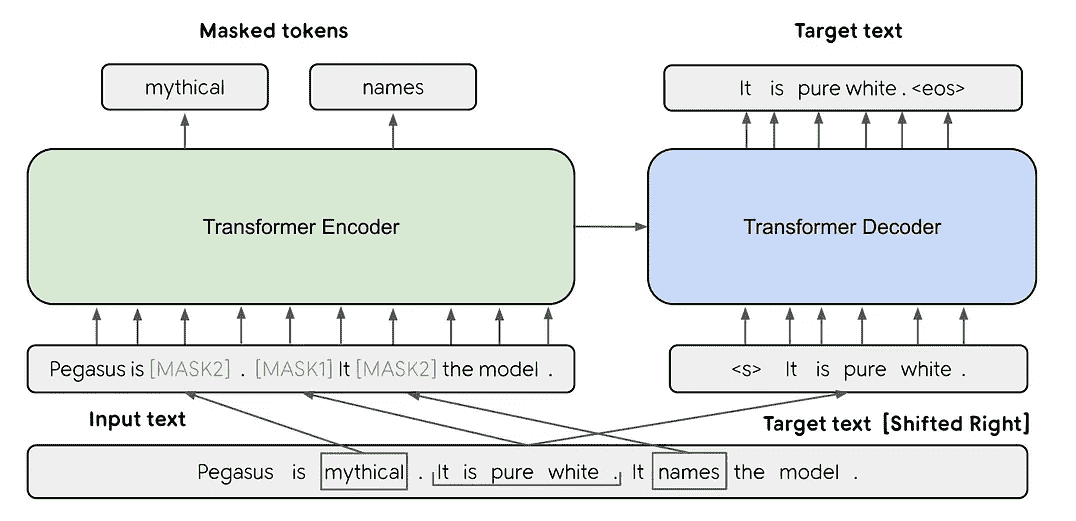 Masked tokens
Target text
mythical
names
It is pure white . <eos>
Transformer Encoder
Transformer Decoder
Pegasus is [MASK2] . [MASK1] It [MASK2] the model .
<s> It is pure white .
Input text
Target text [Shifted Right]
Pegasus is mythical . It is pure white . It names the model .